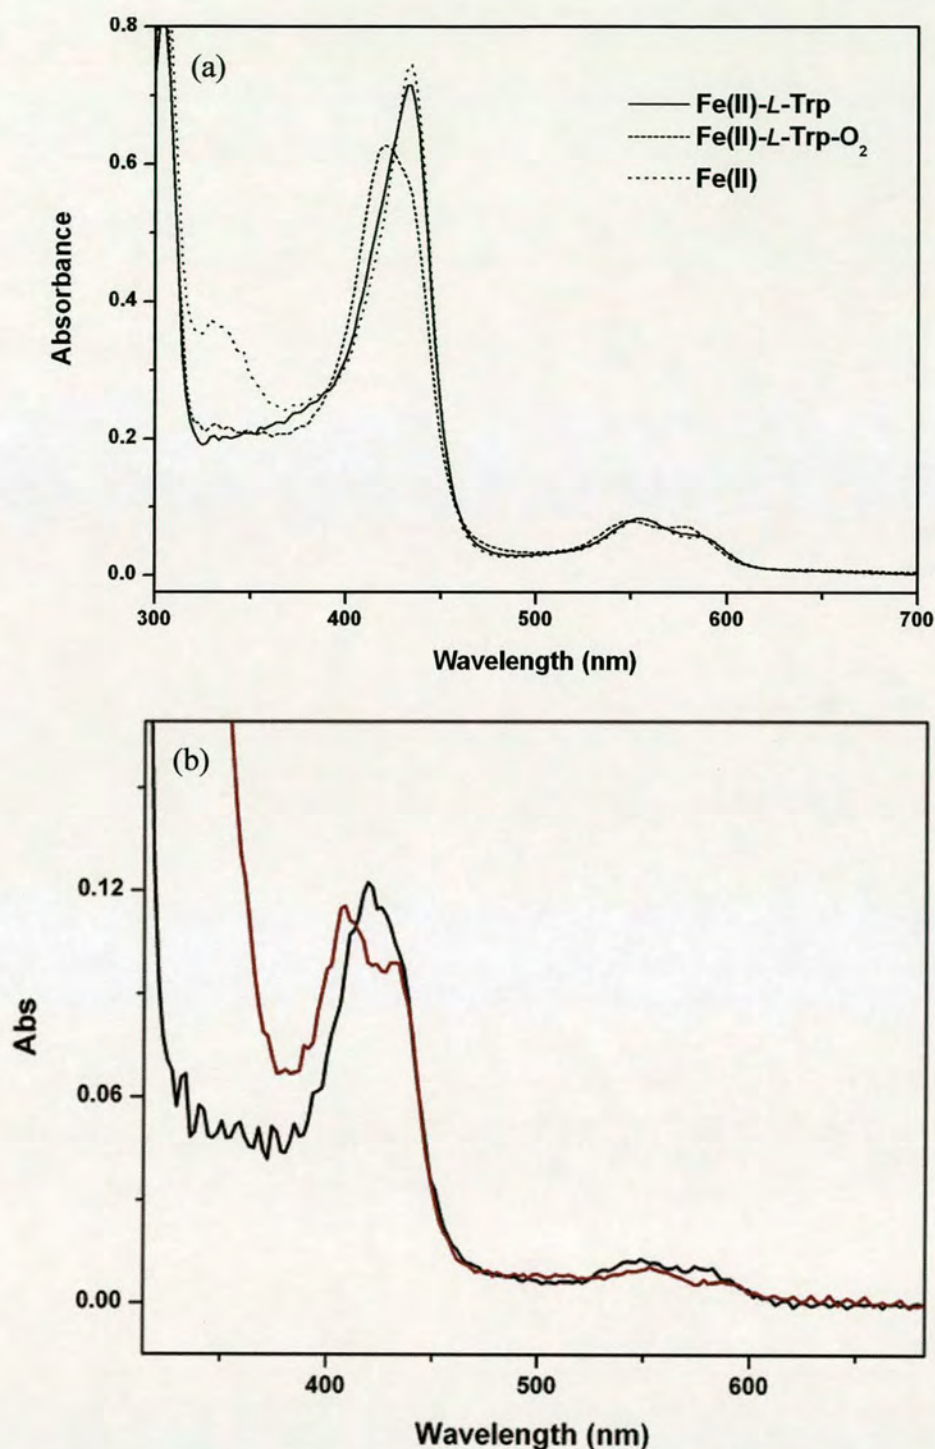 (a)
Fe(II)-L-Trp
Fe(II)-L-Trp-O₂
Fe(II)
Absorbance
0.8
0.6
0.4
0.2
0.0
300 400 500 600 700
Wavelength (nm)
(b)
Abs
0.12
0.06
0.00
400 500 600
Wavelength (nm)